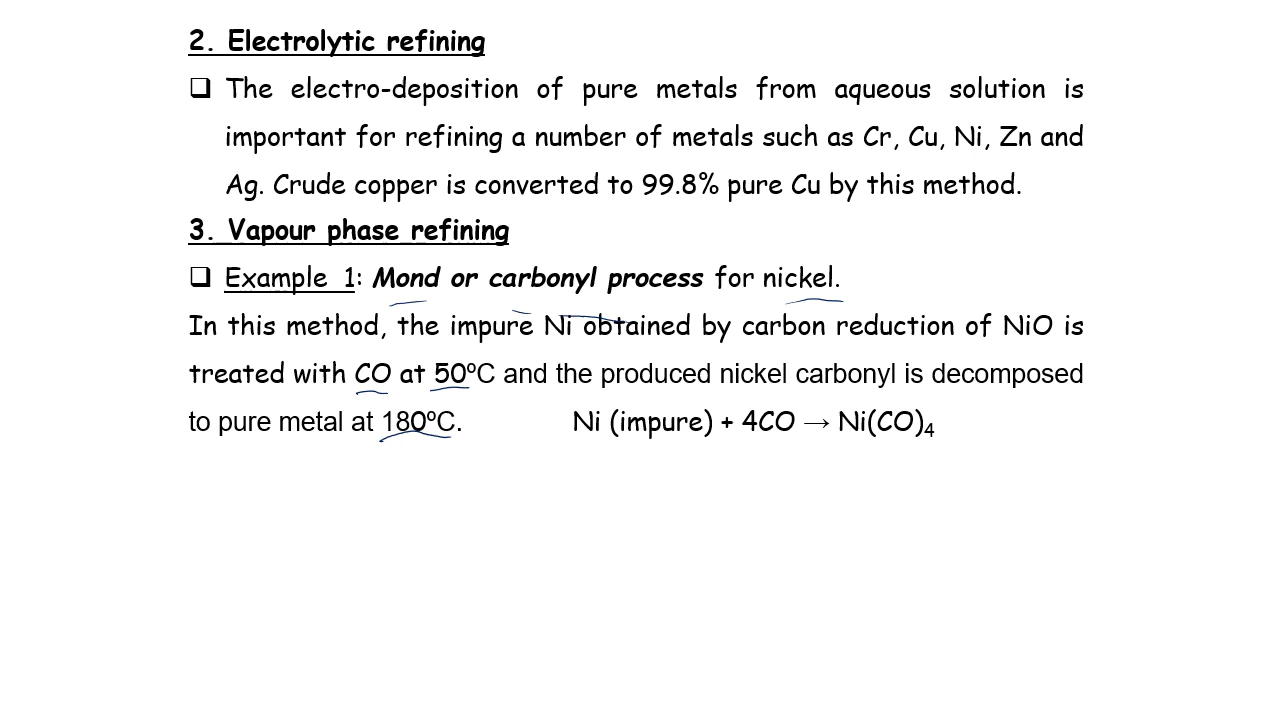 2. Electrolytic refining
❑ The electro-deposition of pure metals from aqueous solution is
important for refining a number of metals such as Cr, Cu, Ni, Zn and
Ag. Crude copper is converted to 99.8% pure Cu by this method.
3. Vapour phase refining
❑ Example 1: Mond or carbonyl process for nickel.
In this method, the impure Ni obtained by carbon reduction of NiO is
treated with CO at 50ºC and the produced nickel carbonyl is decomposed
to pure metal at 180ºC. Ni (impure) + 4CO → Ni(CO)₄